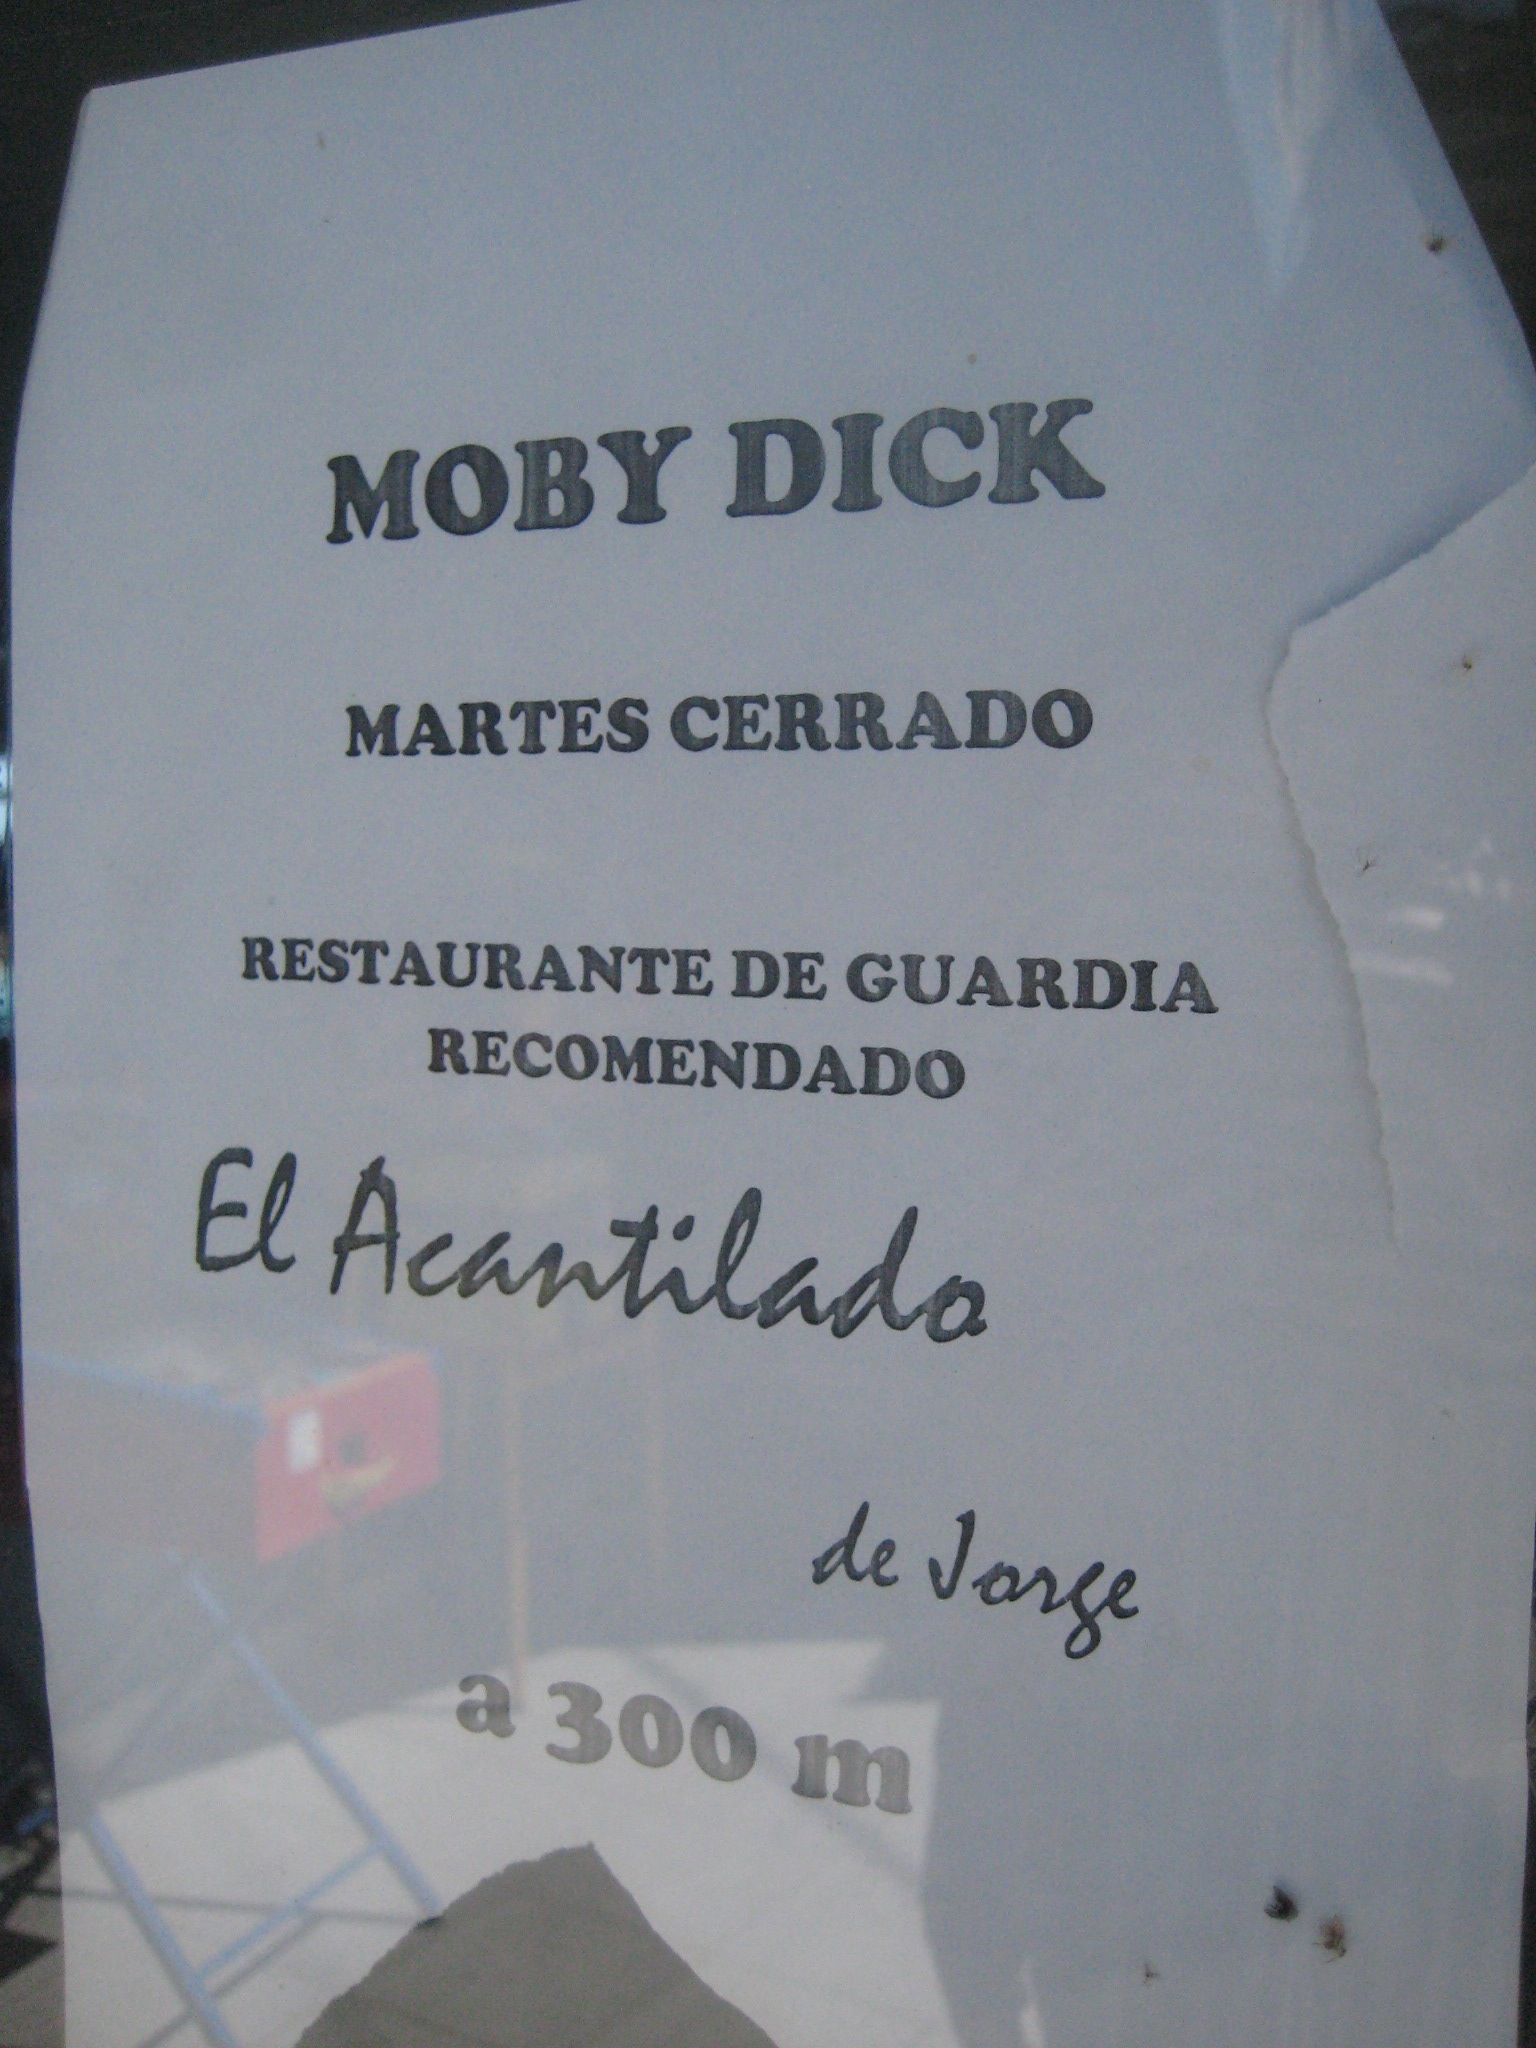 MOBY DICK
MARTES CERRADO
RESTAURANTE DE GUARDIA
RECOMENDADO
El Acantilado
de Jorge
a 300 m